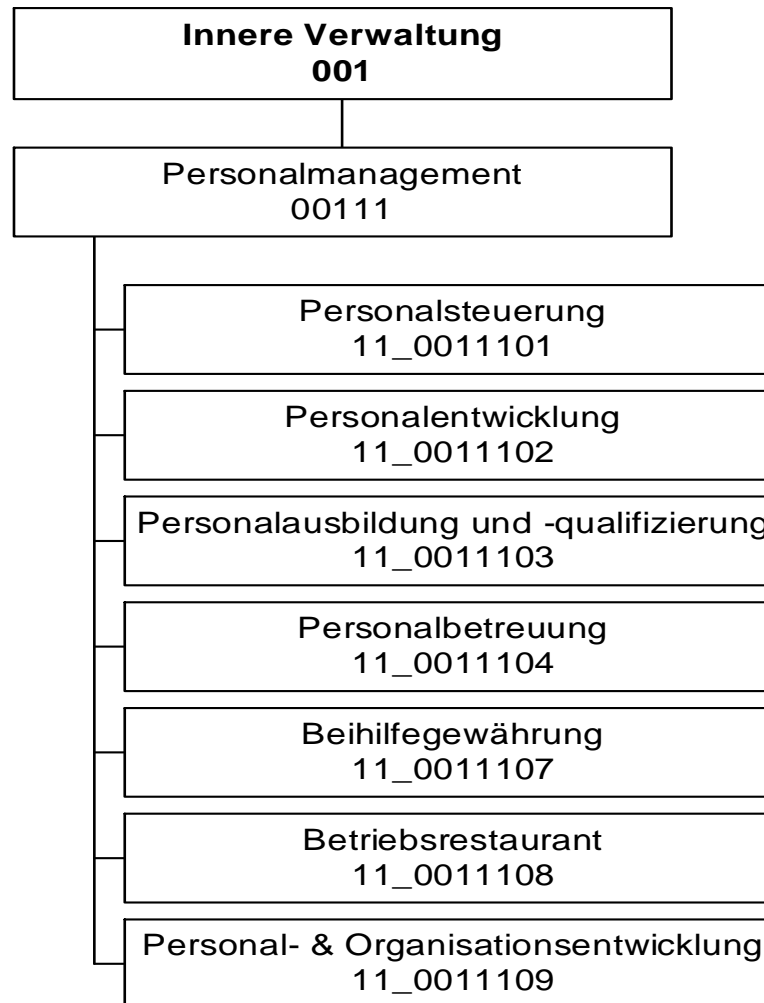 Innere Verwaltung
001
Personalmanagement
00111
Personalsteuerung
11_0011101
Personalentwicklung
11_0011102
Personalausbildung und -qualifizierung
11_0011103
Personalbetreuung
11_0011104
Beihilfegewährung
11_0011107
Betriebsrestaurant
11_0011108
Personal- & Organisationsentwicklung
11_0011109